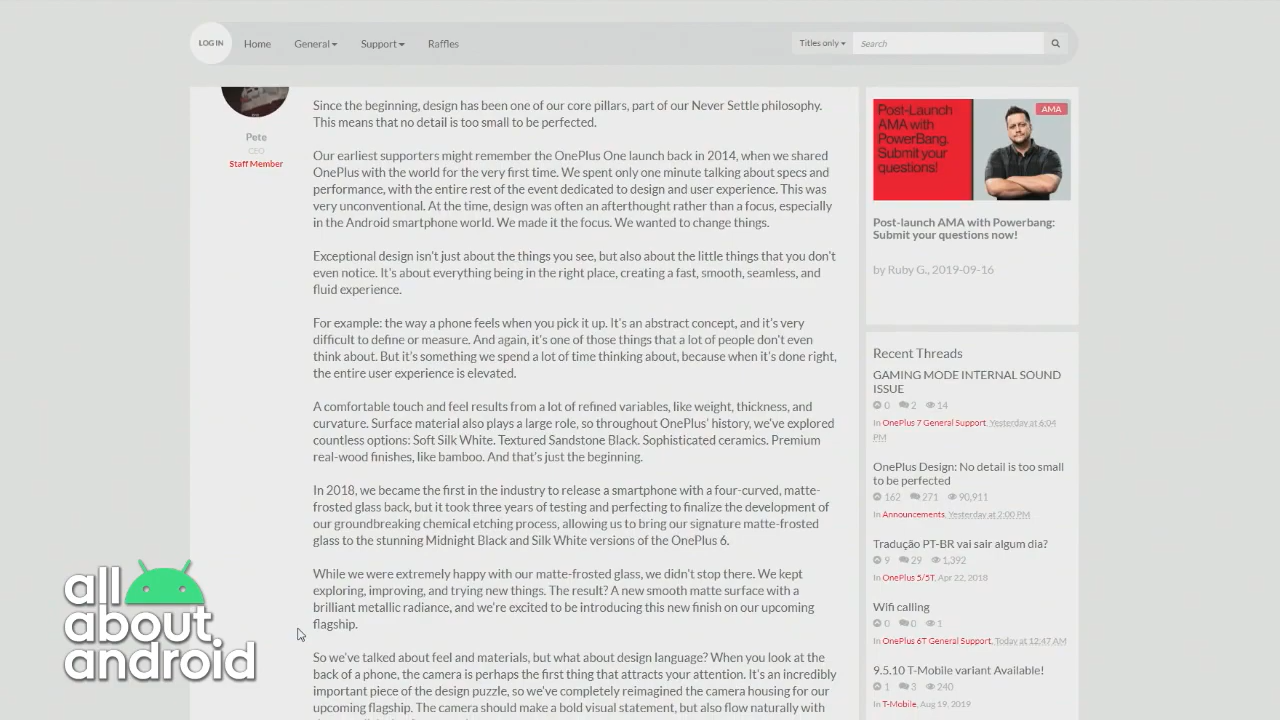 LOG IN
Home
General
Support
Raffles
Titles only
Search
Pete
CEO
Staff Member
Since the beginning, design has been one of our core pillars, part of our Never Settle philosophy.
This means that no detail is too small to be perfected.
Our earliest supporters might remember the OnePlus One launch back in 2014, when we shared
OnePlus with the world for the very first time. We spent only one minute talking about specs and
performance, with the entire rest of the event dedicated to design and user experience. This was
very unconventional. At the time, design was often an afterthought rather than a focus, especially
in the Android smartphone world. We made it the focus. We wanted to change things.
Exceptional design isn't just about the things you see, but also about the little things that you don't
even notice. It's about everything being in the right place, creating a fast, smooth, seamless, and
fluid experience.
For example: the way a phone feels when you pick it up. It's an abstract concept, and it's very
difficult to define or measure. And again, it's one of those things that a lot of people don't even
think about. But it's something we spend a lot of time thinking about, because when it's done right,
the entire user experience is elevated.
A comfortable touch and feel results from a lot of refined variables, like weight, thickness, and
curvature. Surface material also plays a large role, so throughout OnePlus' history, we've explored
countless options: Soft Silk White. Textured Sandstone Black. Sophisticated ceramics. Premium
real-wood finishes, like bamboo. And that's just the beginning.
In 2018, we became the first in the industry to release a smartphone with a four-curved, matte-
frosted glass back, but it took three years of testing and perfecting to finalize the development of
our groundbreaking chemical etching process, allowing us to bring our signature matte-frosted
glass to the stunning Midnight Black and Silk White versions of the OnePlus 6.
While we were extremely happy with our matte-frosted glass, we didn't stop there. We kept
exploring, improving, and trying new things. The result? A new smooth matte surface with a
brilliant metallic radiance, and we're excited to be introducing this new finish on our upcoming
flagship.
So we've talked about feel and materials, but what about design language? When you look at the
back of a phone, the camera is perhaps the first thing that attracts your attention. It's an incredibly
important piece of the design puzzle, so we've completely reimagined the camera housing for our
upcoming flagship. The camera should make a bold visual statement, but also flow naturally with
Post-Launch
AMA with
PowerBang.
Submit your
questions!
AMA
Post-launch AMA with Powerbang:
Submit your questions now!
by Ruby G., 2019-09-16
Recent Threads
GAMING MODE INTERNAL SOUND
ISSUE
0 2 14
In OnePlus 7 General Support, Yesterday at 6:04
PM
OnePlus Design: No detail is too small
to be perfected
162 271 90,911
In Announcements, Yesterday at 2:00 PM
Tradução PT-BR vai sair algum dia?
9 29 1,392
In OnePlus 5/5T, Apr 22, 2018
Wifi calling
0 0 1
In OnePlus 6T General Support, Today at 12:47 AM
9.5.10 T-Mobile variant Available!
1 3 240
In T-Mobile, Aug 19, 2019
all
about
android